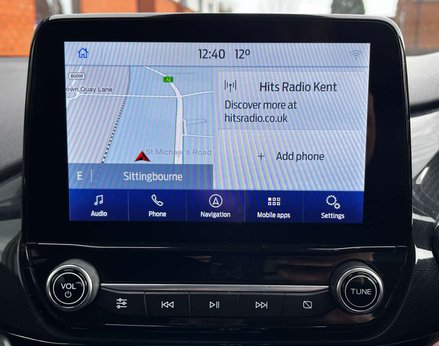 12:40 12°
B2005
own Quay Lane
A2
St Michael's Road
E Sittingbourne
Hits Radio Kent
Discover more at
hitsradio.co.uk
+ Add phone
Audio Phone Navigation Mobile apps Settings
VOL
TUNE